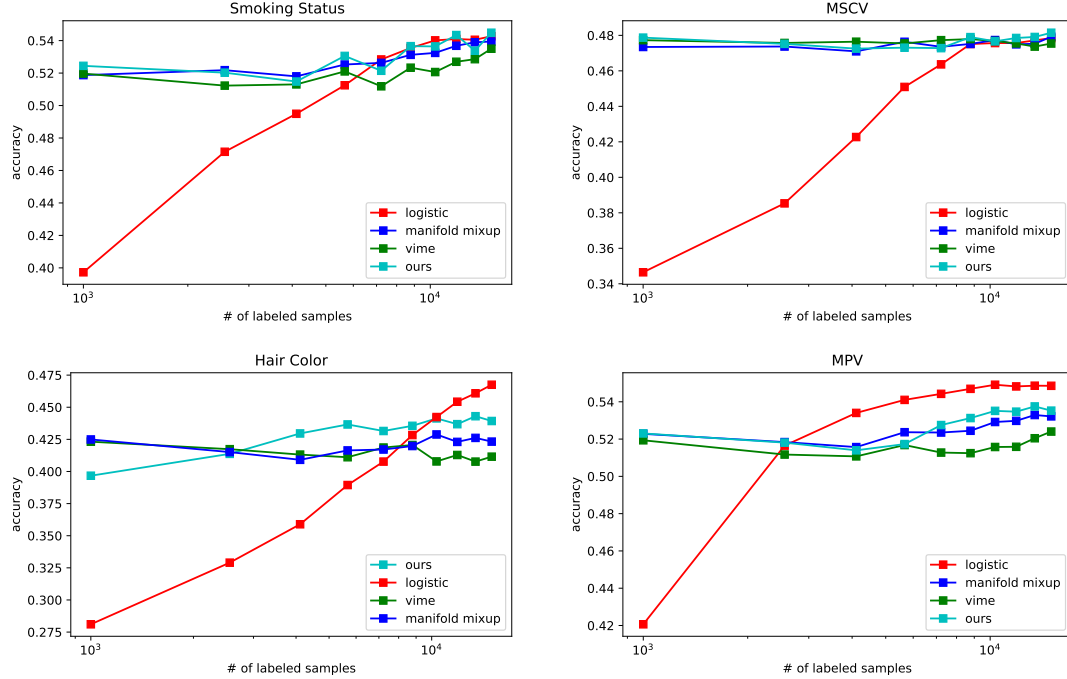 Smoking Status
0.54
0.52
0.50
0.48
0.46
0.44
0.42
0.40
accuracy
logistic
manifold mixup
vime
ours
10³
10⁴
# of labeled samples
MSCV
0.48
0.46
0.44
0.42
0.40
0.38
0.36
0.34
accuracy
logistic
manifold mixup
vime
ours
10³
10⁴
# of labeled samples
Hair Color
0.475
0.450
0.425
0.400
0.375
0.350
0.325
0.300
0.275
accuracy
ours
logistic
vime
manifold mixup
10³
10⁴
# of labeled samples
MPV
0.54
0.52
0.50
0.48
0.46
0.44
0.42
accuracy
logistic
manifold mixup
vime
ours
10³
10⁴
# of labeled samples